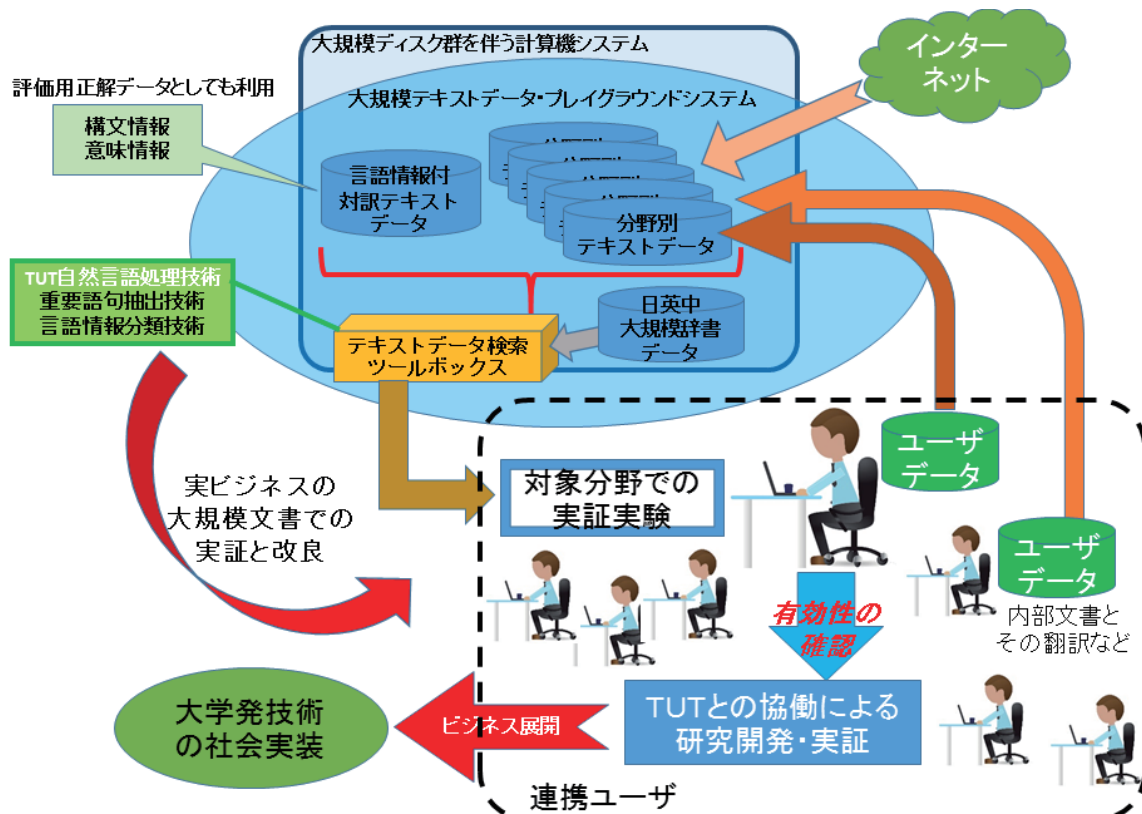 大規模ディスク群を伴う計算機システム
インター
ネット
評価用正解データとしても利用
構文情報
意味情報
大規模テキストデータ・プレイグラウンドシステム
言語情報付
対訳テキスト
データ
分野別
分野別
分野別
分野別
分野別
テキストデータ
TUT自然言語処理技術
重要語句抽出技術
言語情報分類技術
日英中
大規模辞書
データ
テキストデータ検索
ツールボックス
ユーザ
データ
対象分野での
実証実験
実ビジネスの
大規模文書での
実証と改良
ユーザ
データ
内部文書と
その翻訳など
有効性の
確認
大学発技術
の社会実装
ビジネス展開
TUTとの協働による
研究開発・実証
連携ユーザ